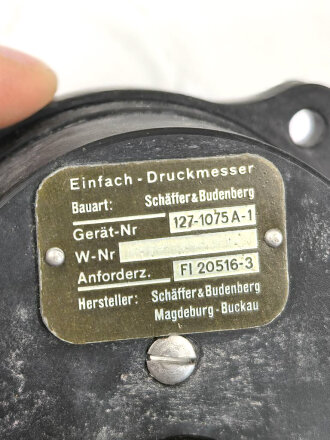 Einfach - Druckmesser
Bauart: Schäffer & Budenberg
Gerät-Nr 127-1075 A-1
W-Nr
Anforderz. Fl 20516-3
Hersteller: Schäffer & Budenberg
Magdeburg - Buckau